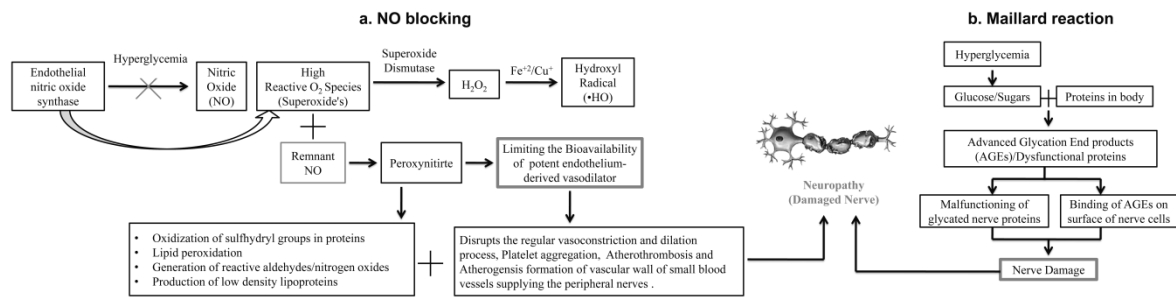 a. NO blocking
Hyperglycemia
Endothelial
nitric oxide
synthase
Nitric
Oxide
(NO)
High
Reactive O₂ Species
(Superoxide's)
Superoxide
Dismutase
H₂O₂
Fe⁺²/Cu⁺
Hydroxyl
Radical
(•HO)
Remnant
NO
Peroxynitirte
Limiting the Bioavailability
of potent endothelium-
derived vasodilator
• Oxidization of sulfhydryl groups in proteins
• Lipid peroxidation
• Generation of reactive aldehydes/nitrogen oxides
• Production of low density lipoproteins
Disrupts the regular vasoconstriction and dilation
process, Platelet aggregation, Atherothrombosis and
Atherogensis formation of vascular wall of small blood
vessels supplying the peripheral nerves .
Neuropathy
(Damaged Nerve)
b. Maillard reaction
Hyperglycemia
Glucose/Sugars
Proteins in body
Advanced Glycation End products
(AGEs)/Dysfunctional proteins
Malfunctioning of
glycated nerve proteins
Binding of AGEs on
surface of nerve cells
Nerve Damage